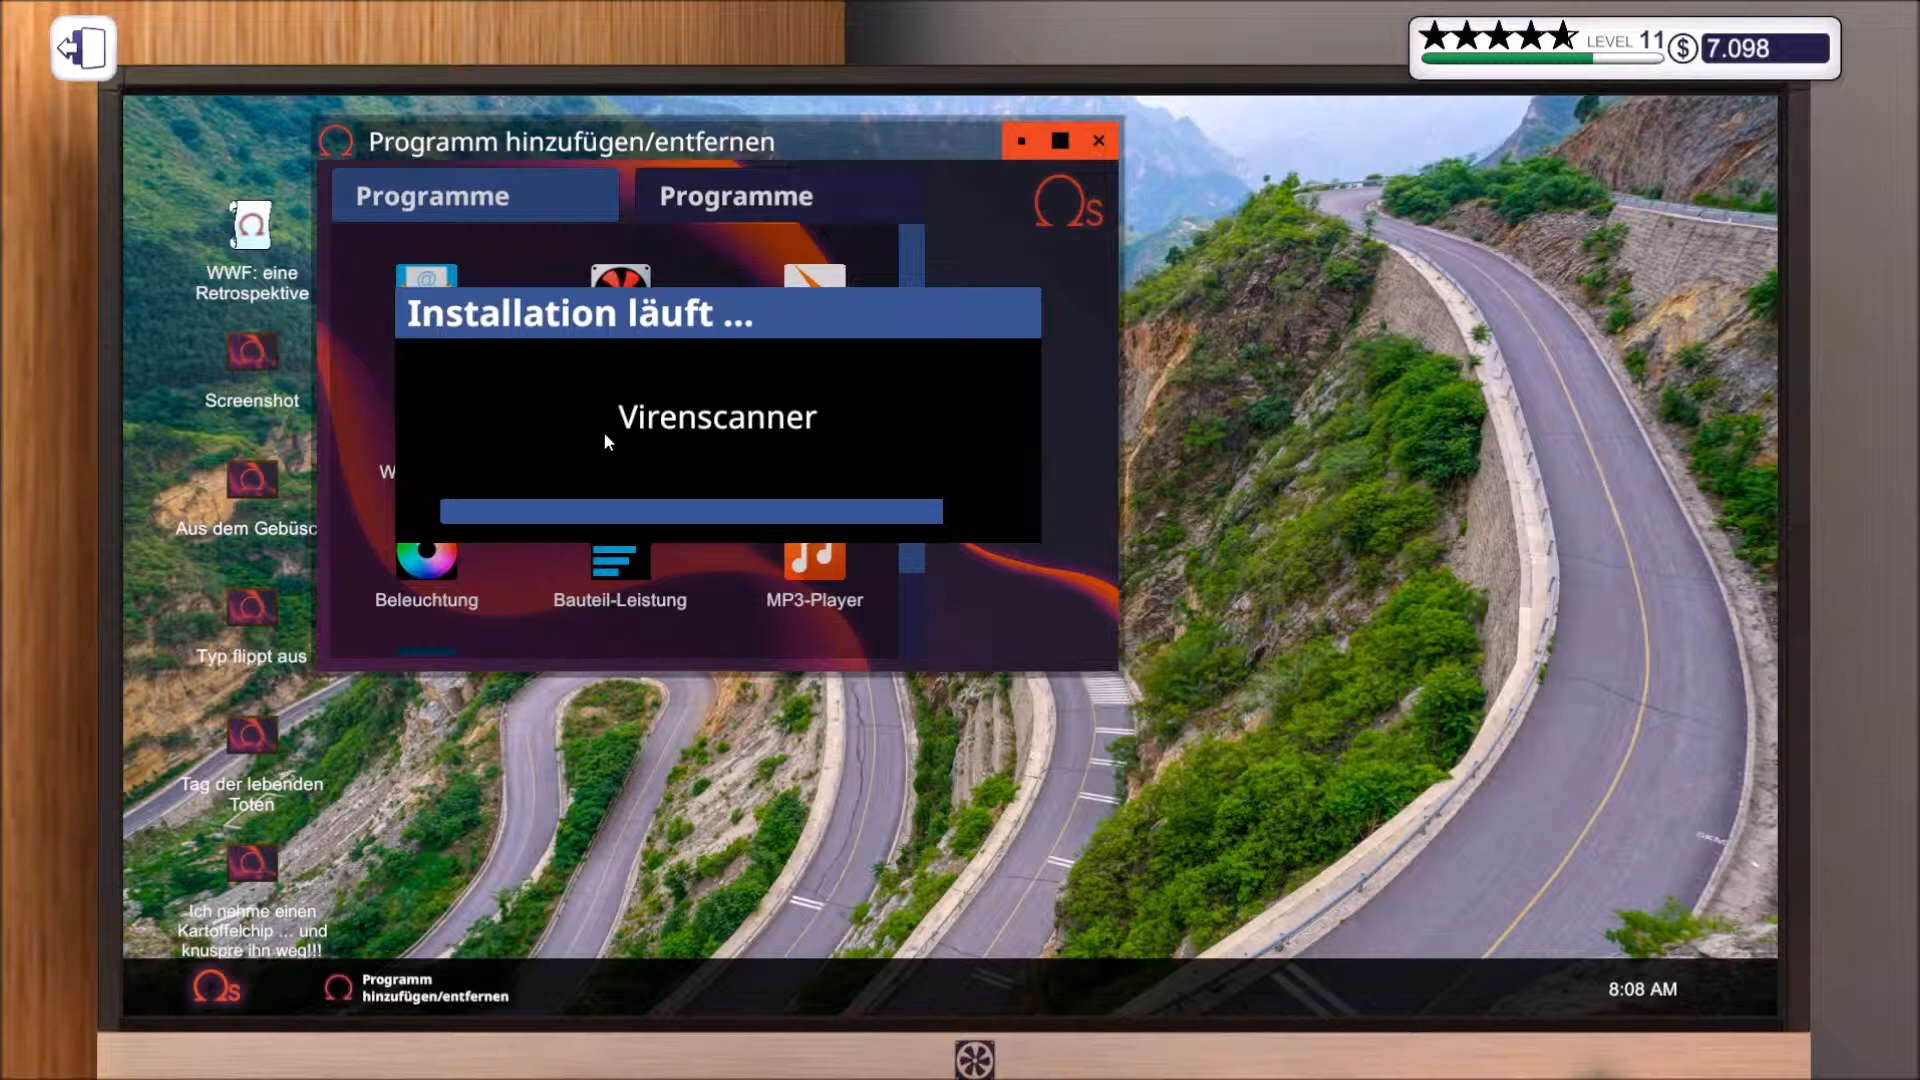 LEVEL 11
$ 7.098
Programm hinzufügen/entfernen
Programme
Programme
Ωs
WWF: eine
Retrospektive
Installation läuft ...
Screenshot
Virenscanner
W
Aus dem Gebüsc
Beleuchtung
Bauteil-Leistung
MP3-Player
Typ flippt aus
Tag der lebenden
Toten
Ich nehme einen
Kartoffelchip ... und
knuspre ihn weg!!!
Ωs
Programm
hinzufügen/entfernen
8:08 AM